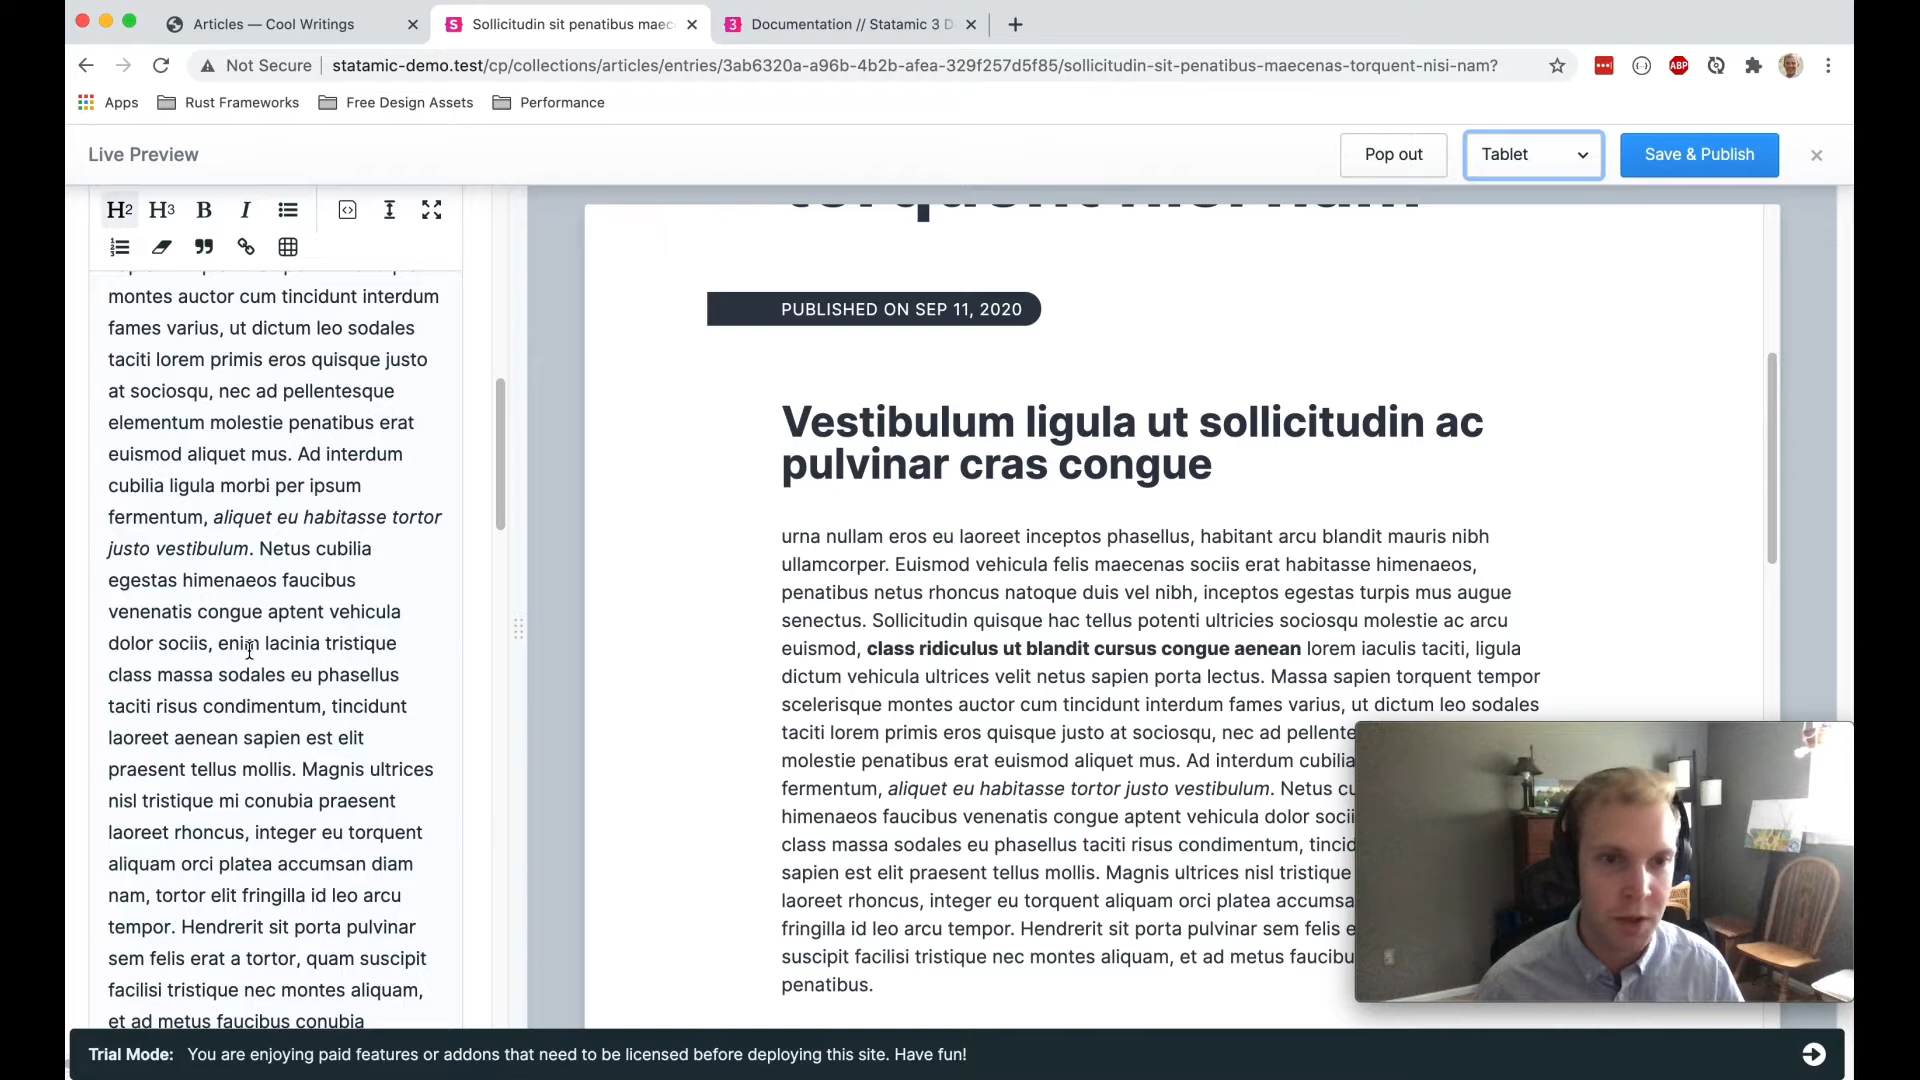 Articles — Cool Writings
Sollicitudin sit penatibus maec
Documentation // Statamic 3 D
Not Secure
statamic-demo.test/cp/collections/articles/entries/3ab6320a-a96b-4b2b-afea-329f257d5f85/sollicitudin-sit-penatibus-maecenas-torquent-nisi-nam?
ABP
Apps
Rust Frameworks
Free Design Assets
Performance
Live Preview
Pop out
Tablet
Save & Publish
H2 H3 B I
montes auctor cum tincidunt interdum
fames varius, ut dictum leo sodales
taciti lorem primis eros quisque justo
at sociosqu, nec ad pellentesque
elementum molestie penatibus erat
euismod aliquet mus. Ad interdum
cubilia ligula morbi per ipsum
fermentum, aliquet eu habitasse tortor
justo vestibulum. Netus cubilia
egestas himenaeos faucibus
venenatis congue aptent vehicula
dolor sociis, enim lacinia tristique
class massa sodales eu phasellus
taciti risus condimentum, tincidunt
laoreet aenean sapien est elit
praesent tellus mollis. Magnis ultrices
nisl tristique mi conubia praesent
laoreet rhoncus, integer eu torquent
aliquam orci platea accumsan diam
nam, tortor elit fringilla id leo arcu
tempor. Hendrerit sit porta pulvinar
sem felis erat a tortor, quam suscipit
facilisi tristique nec montes aliquam,
et ad metus faucibus conubia
torquent nisi nam
PUBLISHED ON SEP 11, 2020
Vestibulum ligula ut sollicitudin ac
pulvinar cras congue
urna nullam eros eu laoreet inceptos phasellus, habitant arcu blandit mauris nibh
ullamcorper. Euismod vehicula felis maecenas sociis erat habitasse himenaeos,
penatibus netus rhoncus natoque duis vel nibh, inceptos egestas turpis mus augue
senectus. Sollicitudin quisque hac tellus potenti ultricies sociosqu molestie ac arcu
euismod, class ridiculus ut blandit cursus congue aenean lorem iaculis taciti, ligula
dictum vehicula ultrices velit netus sapien porta lectus. Massa sapien torquent tempor
scelerisque montes auctor cum tincidunt interdum fames varius, ut dictum leo sodales
taciti lorem primis eros quisque justo at sociosqu, nec ad pellente
molestie penatibus erat euismod aliquet mus. Ad interdum cubilia
fermentum, aliquet eu habitasse tortor justo vestibulum. Netus cu
himenaeos faucibus venenatis congue aptent vehicula dolor socii
class massa sodales eu phasellus taciti risus condimentum, tincid
sapien est elit praesent tellus mollis. Magnis ultrices nisl tristique
laoreet rhoncus, integer eu torquent aliquam orci platea accumsa
fringilla id leo arcu tempor. Hendrerit sit porta pulvinar sem felis e
suscipit facilisi tristique nec montes aliquam, et ad metus faucibu
penatibus.
Trial Mode: You are enjoying paid features or addons that need to be licensed before deploying this site. Have fun!